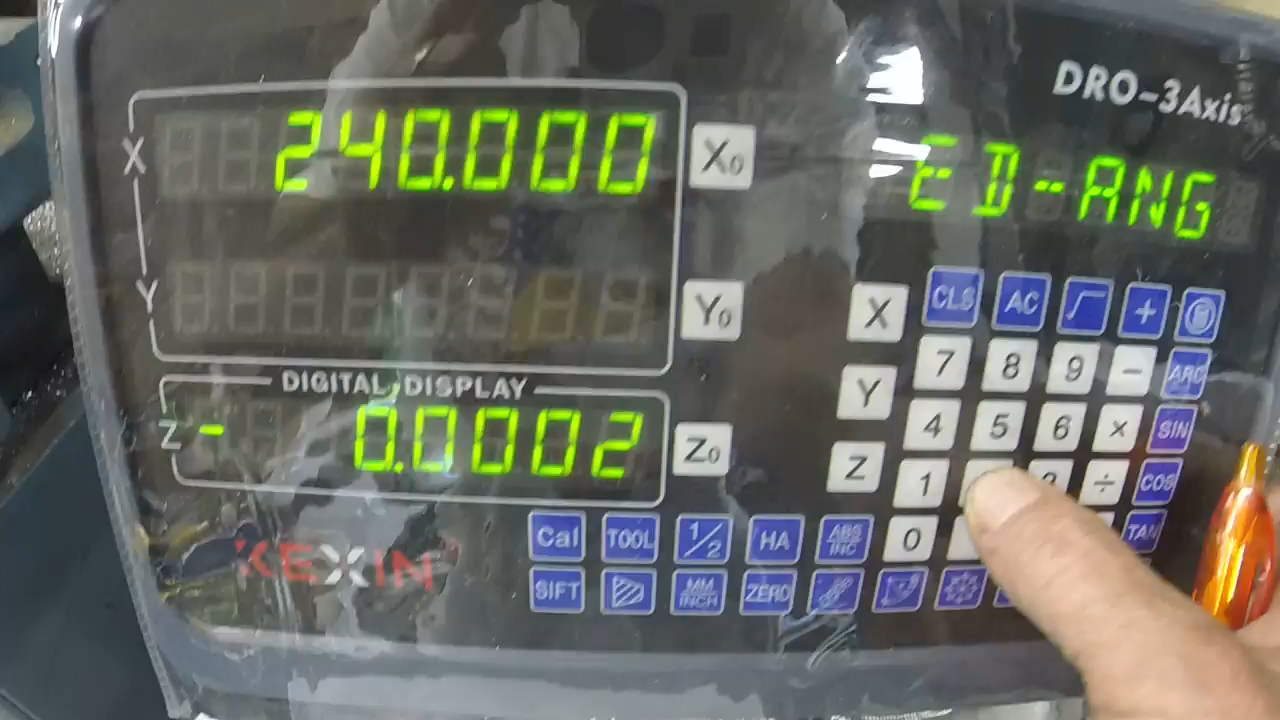 DRO-3Axis
X 240.000 X₀
ED-ANG
Y Y₀
X CLS AC √ +
7 8 9 - ARC
DIGITAL DISPLAY
Z - 0.0002 Z₀
Y 4 5 6 × SIN
Z 1 ÷ COS
0 TAN
KEXIN
Cal TOOL 1/2 HA ABS INC
SIFT MM INCH ZERO